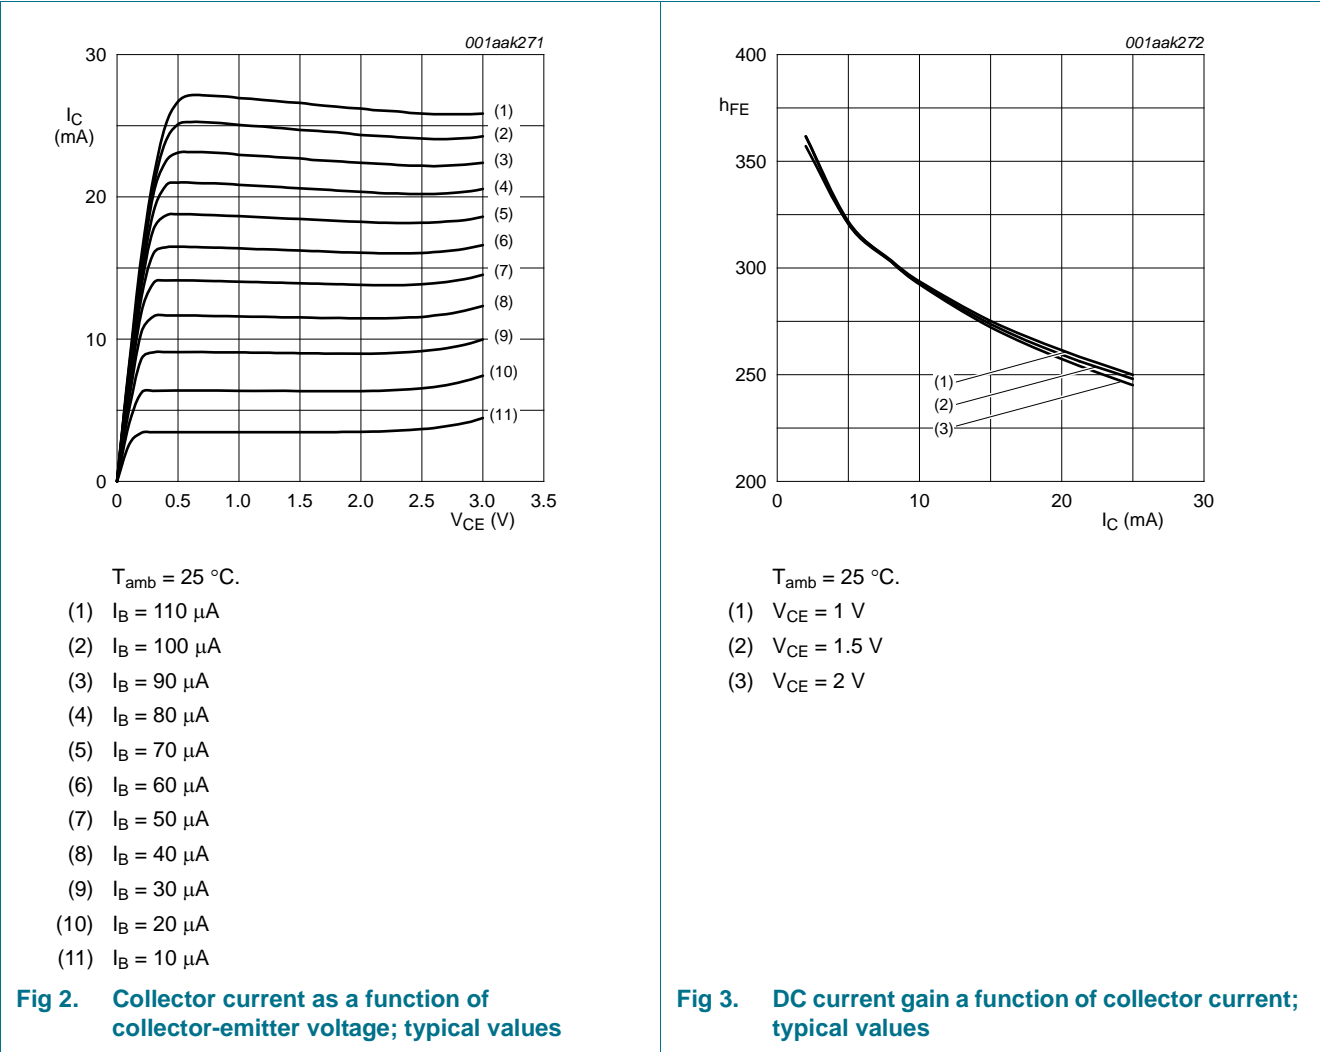 001aak271
30
20
10
0
I_C
(mA)
(1)
(2)
(3)
(4)
(5)
(6)
(7)
(8)
(9)
(10)
(11)
0 0.5 1.0 1.5 2.0 2.5 3.0 3.5
V_CE (V)
T_amb = 25 °C.
(1) I_B = 110 μA
(2) I_B = 100 μA
(3) I_B = 90 μA
(4) I_B = 80 μA
(5) I_B = 70 μA
(6) I_B = 60 μA
(7) I_B = 50 μA
(8) I_B = 40 μA
(9) I_B = 30 μA
(10) I_B = 20 μA
(11) I_B = 10 μA
Fig 2. Collector current as a function of
collector-emitter voltage; typical values
001aak272
400
350
300
250
200
h_FE
(1)
(2)
(3)
0 10 20 30
I_C (mA)
T_amb = 25 °C.
(1) V_CE = 1 V
(2) V_CE = 1.5 V
(3) V_CE = 2 V
Fig 3. DC current gain a function of collector current;
typical values